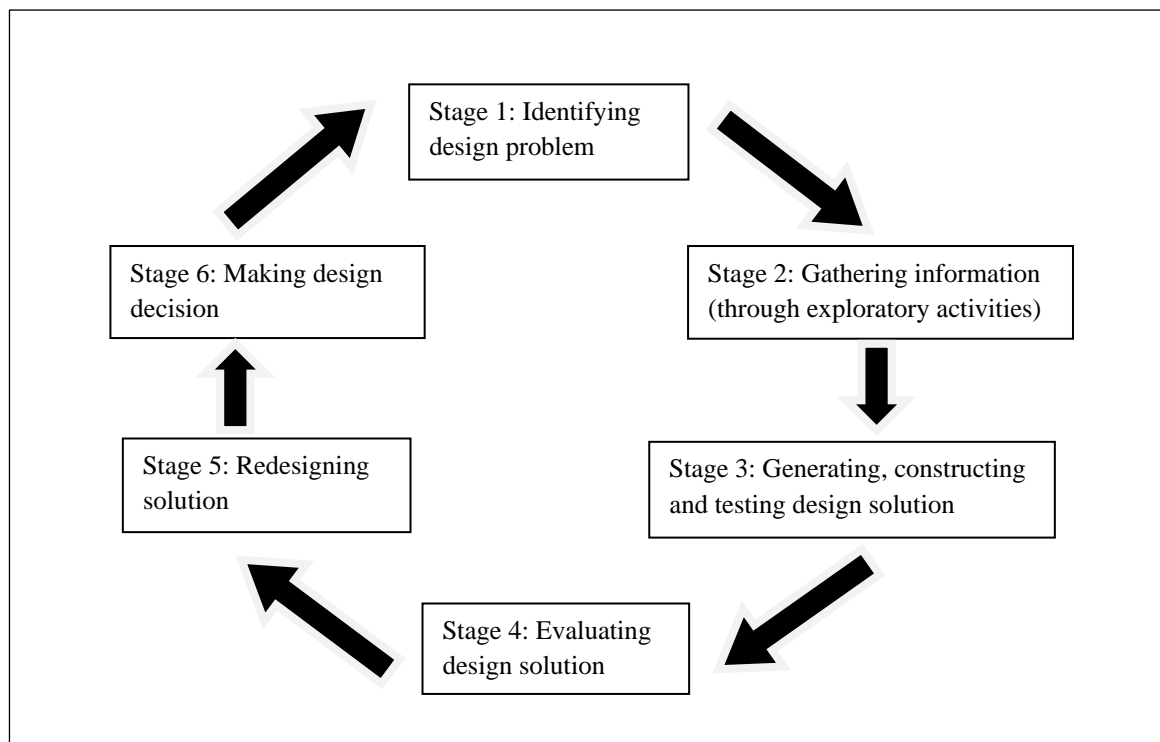 Stage 1: Identifying
design problem
Stage 2: Gathering information
(through exploratory activities)
Stage 3: Generating, constructing
and testing design solution
Stage 4: Evaluating
design solution
Stage 5: Redesigning
solution
Stage 6: Making design
decision